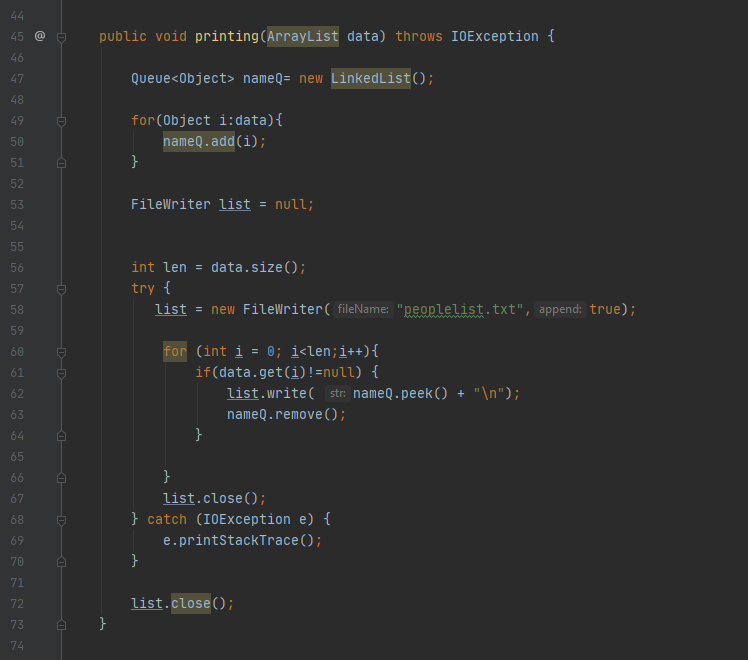 44
45 @ public void printing(ArrayList data) throws IOException {
46
47 Queue<Object> nameQ= new LinkedList();
48
49 for(Object i:data){
50 nameQ.add(i);
51 }
52
53 FileWriter list = null;
54
55
56 int len = data.size();
57 try {
58 list = new FileWriter( fileName: "peoplelist.txt", append: true);
59
60 for (int i = 0; i<len;i++){
61 if(data.get(i)!=null) {
62 list.write( str: nameQ.peek() + "\n");
63 nameQ.remove();
64 }
65
66 }
67 list.close();
68 } catch (IOException e) {
69 e.printStackTrace();
70 }
71
72 list.close();
73 }
74